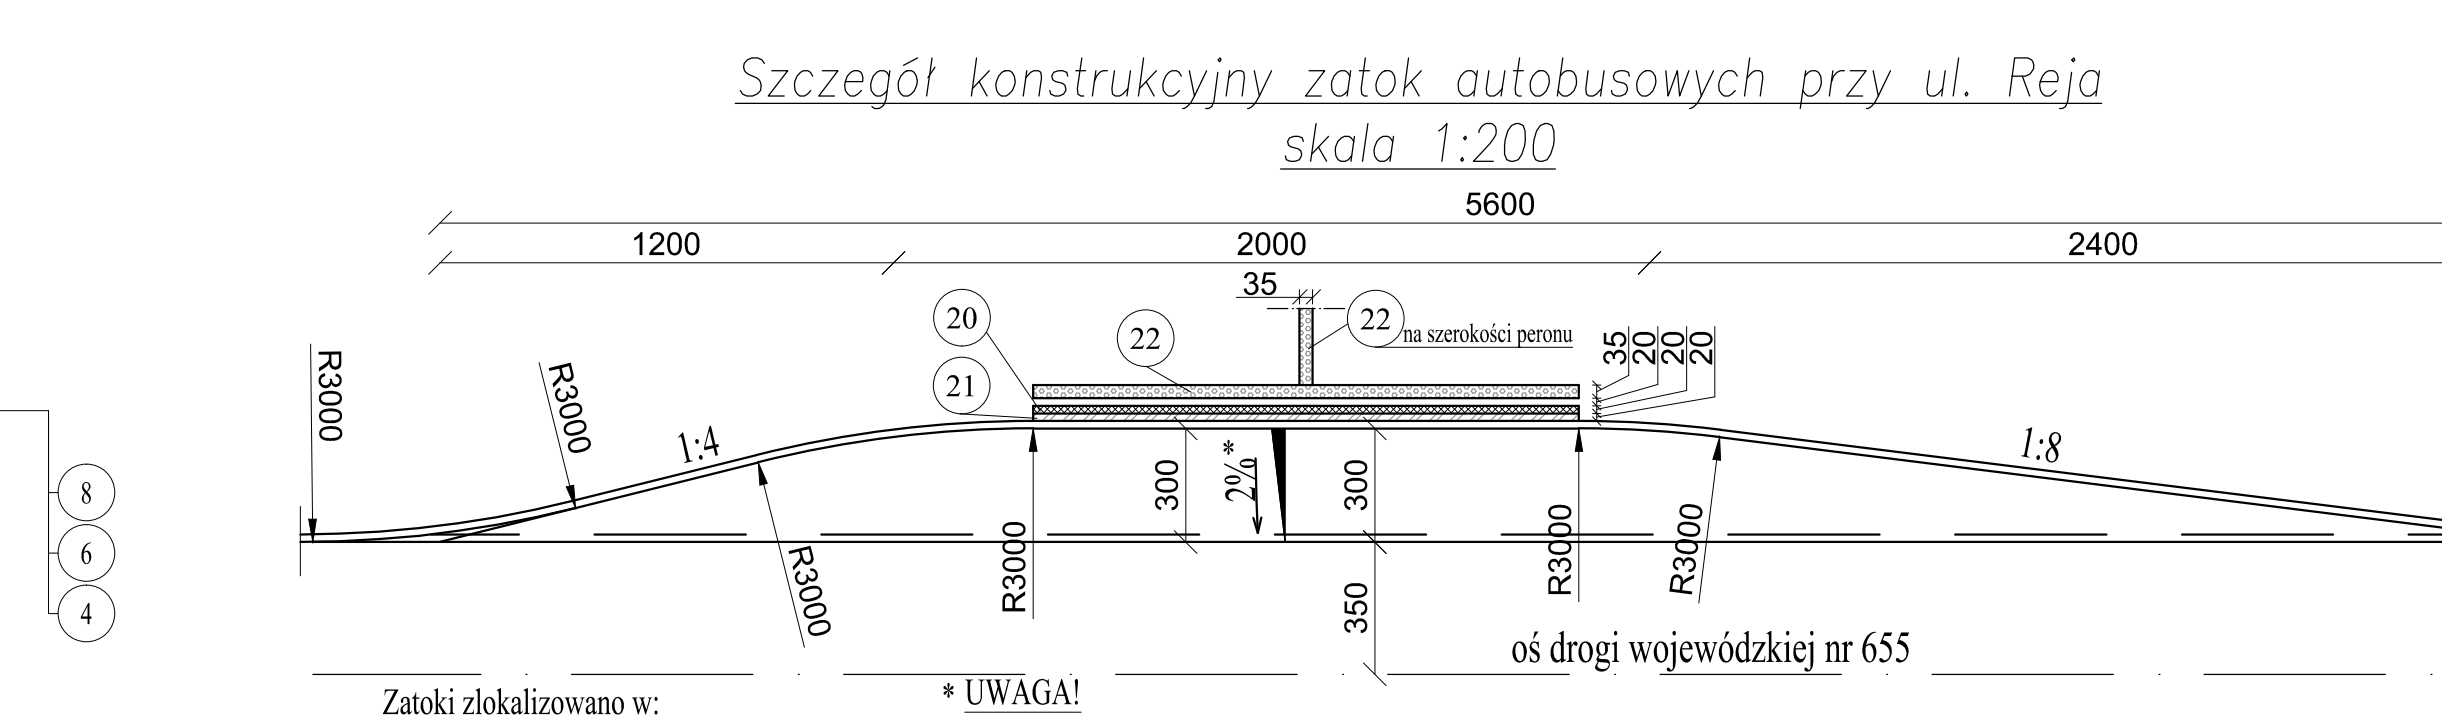 Szczegół konstrukcyjny zatok autobusowych przy ul. Reja
skala 1:200
5600
1200
2000
2400
35
20
22
22
na szerokości peronu
21
35
20
20
20
R3000
R3000
1:4
1:8
8
6
4
300
2%*
300
R3000
R3000
R3000
R3000
350
oś drogi wojewódzkiej nr 655
Zatoki zlokalizowano w:
* UWAGA!